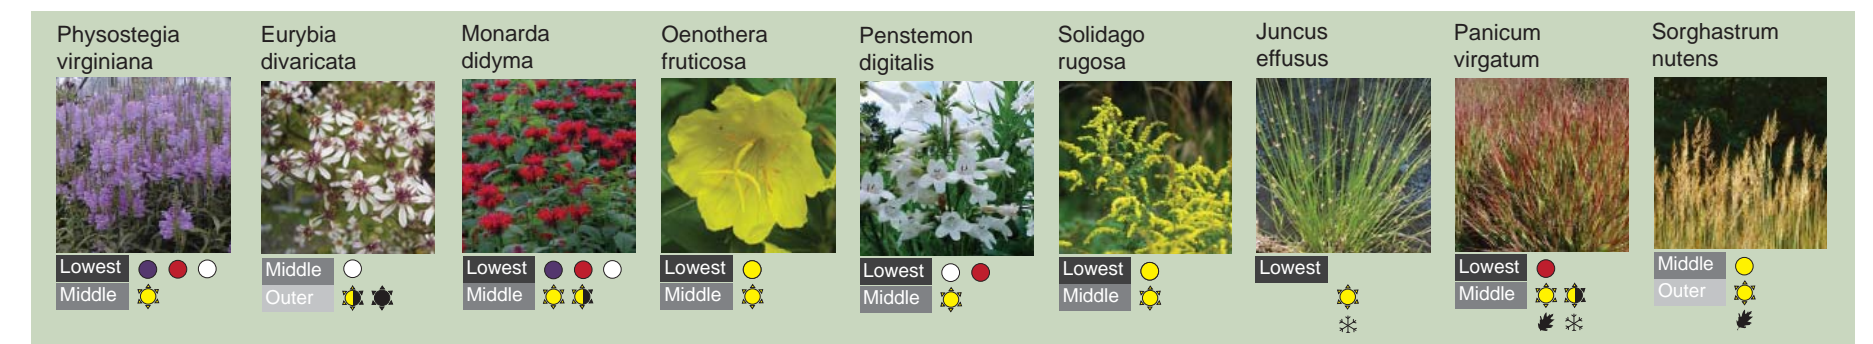 Physostegia
virginiana
Lowest
Middle
Eurybia
divaricata
Middle
Outer
Monarda
didyma
Lowest
Middle
Oenothera
fruticosa
Lowest
Middle
Penstemon
digitalis
Lowest
Middle
Solidago
rugosa
Lowest
Middle
Juncus
effusus
Lowest
Panicum
virgatum
Lowest
Middle
Sorghastrum
nutens
Middle
Outer